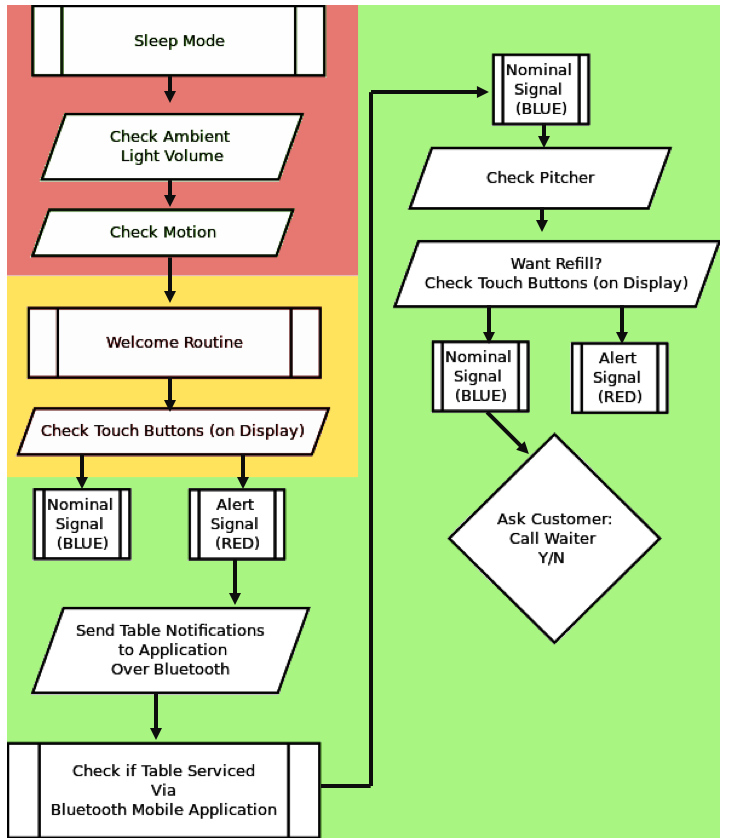 Sleep Mode
Check Ambient
Light Volume
Check Motion
Welcome Routine
Check Touch Buttons (on Display)
Nominal
Signal
(BLUE)
Alert
Signal
(RED)
Send Table Notifications
to Application
Over Bluetooth
Check if Table Serviced
Via
Bluetooth Mobile Application
Nominal
Signal
(BLUE)
Check Pitcher
Want Refill?
Check Touch Buttons (on Display)
Nominal
Signal
(BLUE)
Alert
Signal
(RED)
Ask Customer:
Call Waiter
Y/N